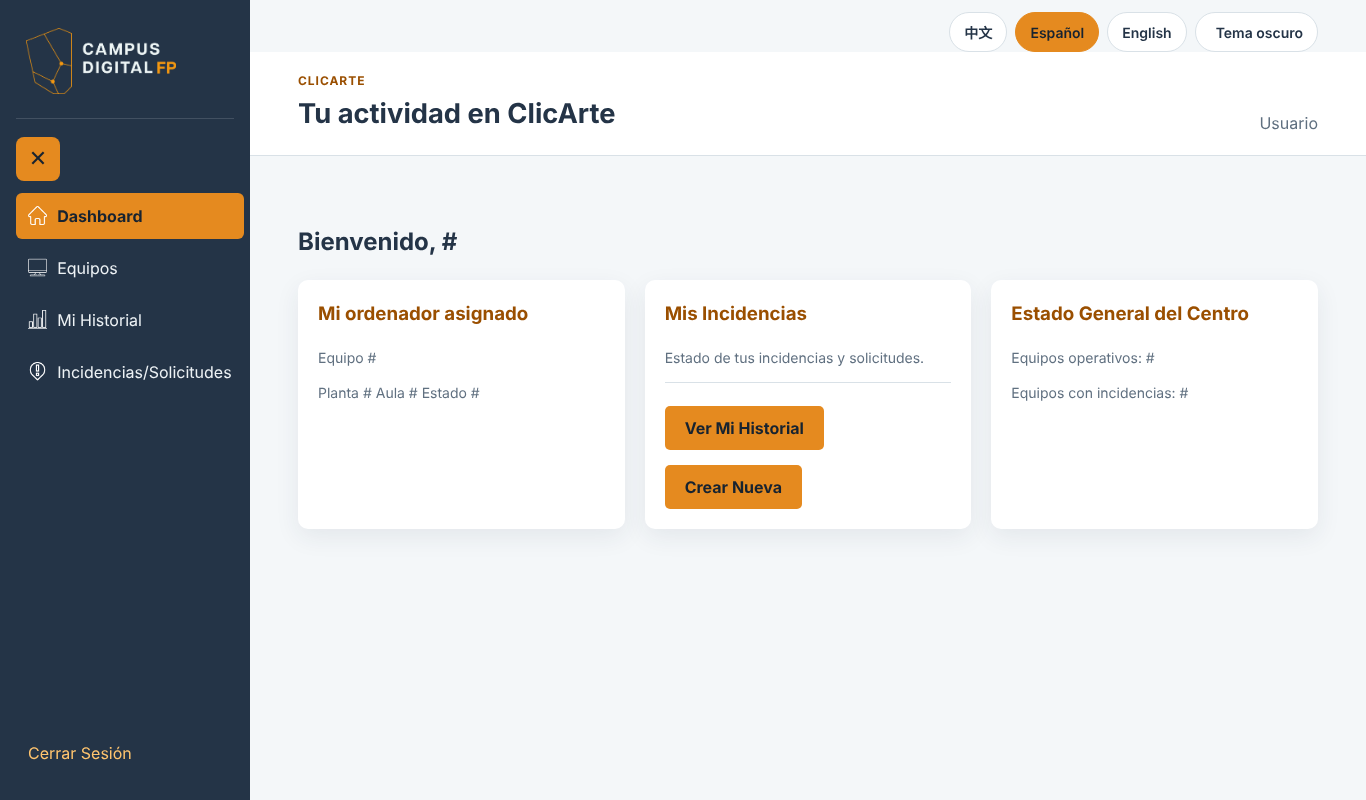 CAMPUS
DIGITAL FP
Dashboard
Equipos
Mi Historial
Incidencias/Solicitudes
Cerrar Sesión
中文
Español
English
Tema oscuro
CLICARTE
Tu actividad en ClicArte
Usuario
Bienvenido, #
Mi ordenador asignado
Equipo #
Planta # Aula # Estado #
Mis Incidencias
Estado de tus incidencias y solicitudes.
Ver Mi Historial
Crear Nueva
Estado General del Centro
Equipos operativos: #
Equipos con incidencias: #